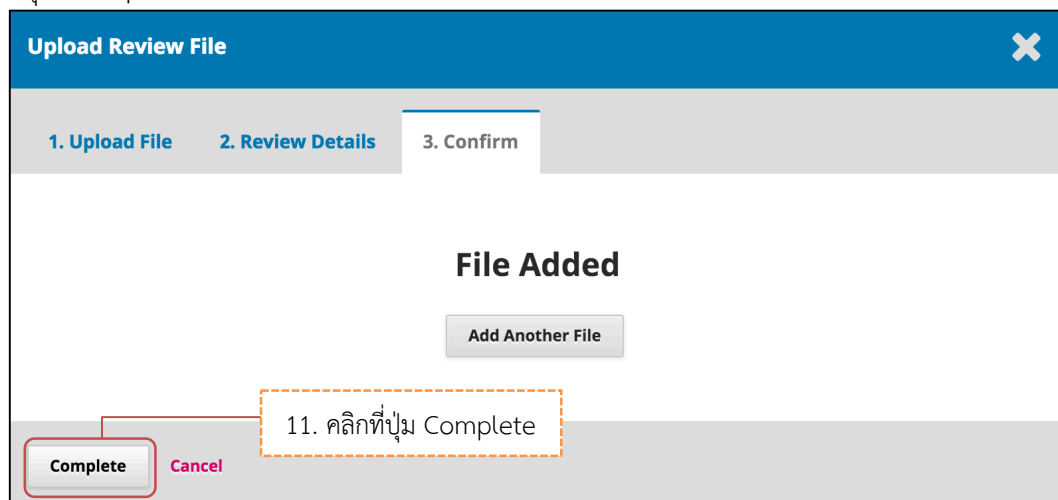 Upload Review File
1. Upload File 2. Review Details 3. Confirm
File Added
Add Another File
11. คลิกที่ปุ่ม Complete
Complete Cancel